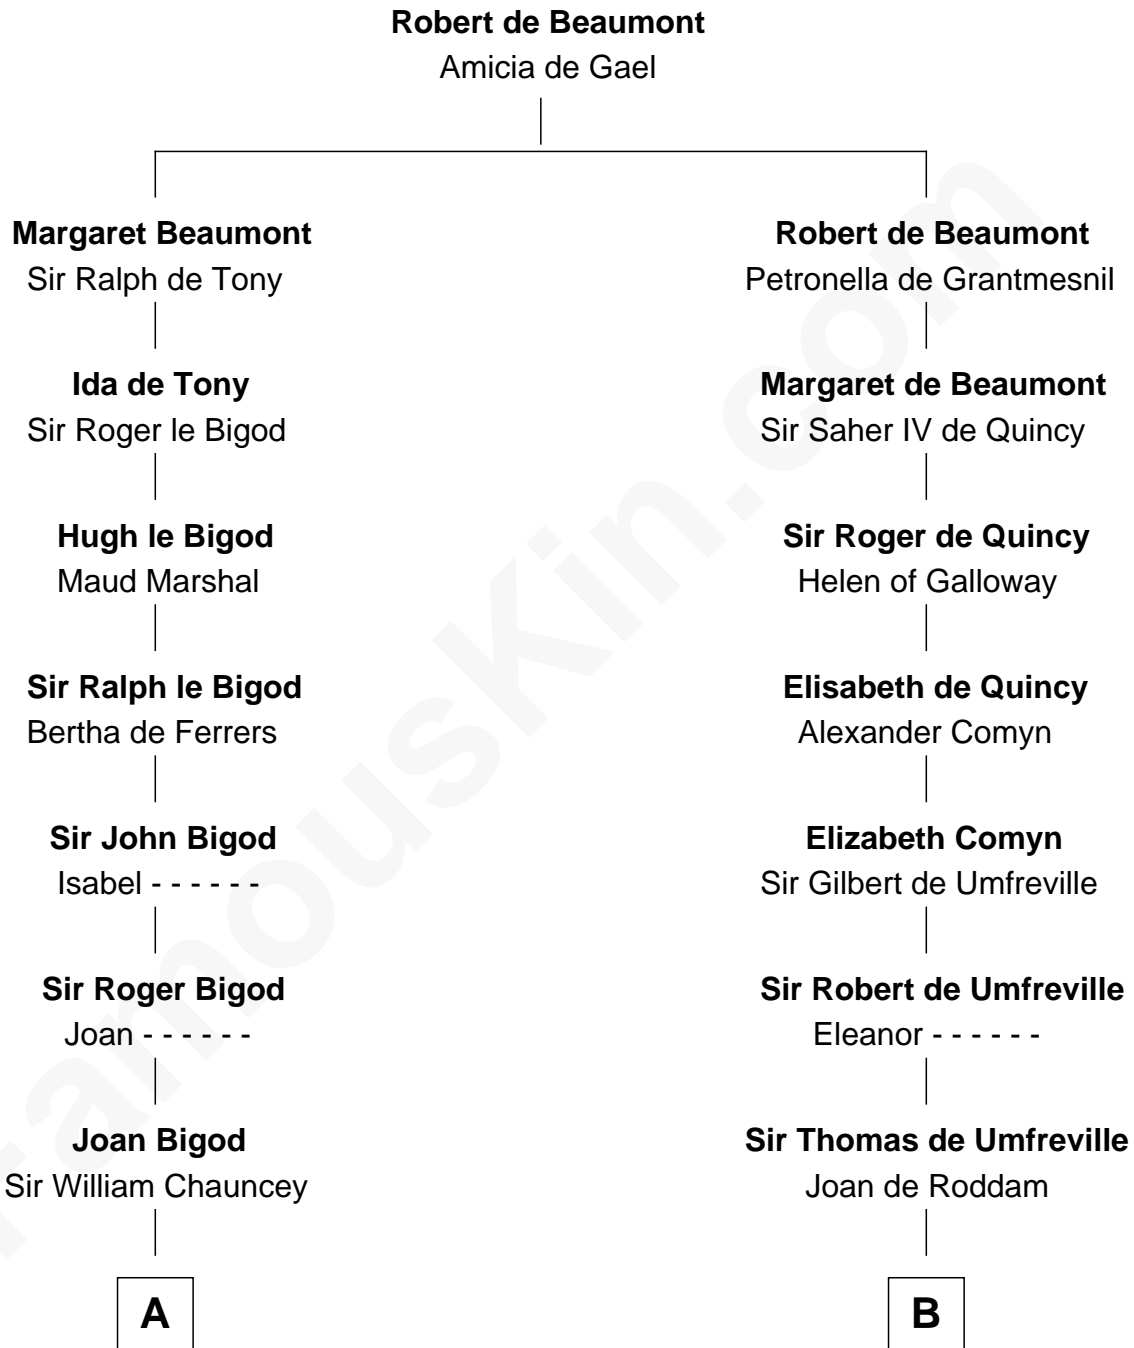 Robert de Beaumont
Amicia de Gael
Margaret Beaumont
Sir Ralph de Tony
Robert de Beaumont
Petronella de Grantmesnil
Ida de Tony
Sir Roger le Bigod
Margaret de Beaumont
Sir Saher IV de Quincy
Hugh le Bigod
Maud Marshal
Sir Roger de Quincy
Helen of Galloway
Sir Ralph le Bigod
Bertha de Ferrers
Elisabeth de Quincy
Alexander Comyn
Sir John Bigod
Isabel - - - - - -
Elizabeth Comyn
Sir Gilbert de Umfreville
Sir Roger Bigod
Joan - - - - - -
Sir Robert de Umfreville
Eleanor - - - - - -
Joan Bigod
Sir William Chauncey
Sir Thomas de Umfreville
Joan de Roddam
A
B
famouskin.com